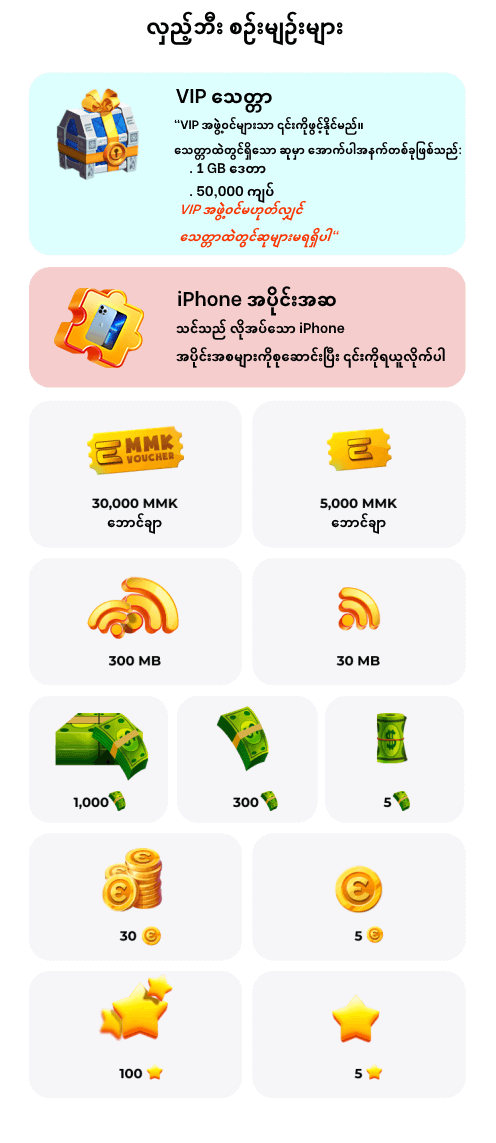 လှည့်ဘီး စဉ်းမျဉ်းများ
VIP သေတ္တာ
“VIP အဖွဲ့ဝင်များသာ ၎င်းကိုဖွင့်နိုင်မည်။
သေတ္တာထဲတွင်ရှိသော ဆုမှာ အောက်ပါအနက်တစ်ခုဖြစ်သည်:
. 1 GB ဒေတာ
. 50,000 ကျပ်
VIP အဖွဲ့ဝင်မဟုတ်လျှင်
သေတ္တာထဲတွင်ဆုများမရရှိပါ“
iPhone အပိုင်းအဆ
သင်သည် လိုအပ်သော iPhone
အပိုင်းအစများကိုစုဆောင်းပြီး ၎င်းကိုရယူလိုက်ပါ
MMK
VOUCHER
30,000 MMK
ဘောင်ချာ
5,000 MMK
ဘောင်ချာ
300 MB
30 MB
1,000
300
5
30
5
100
5